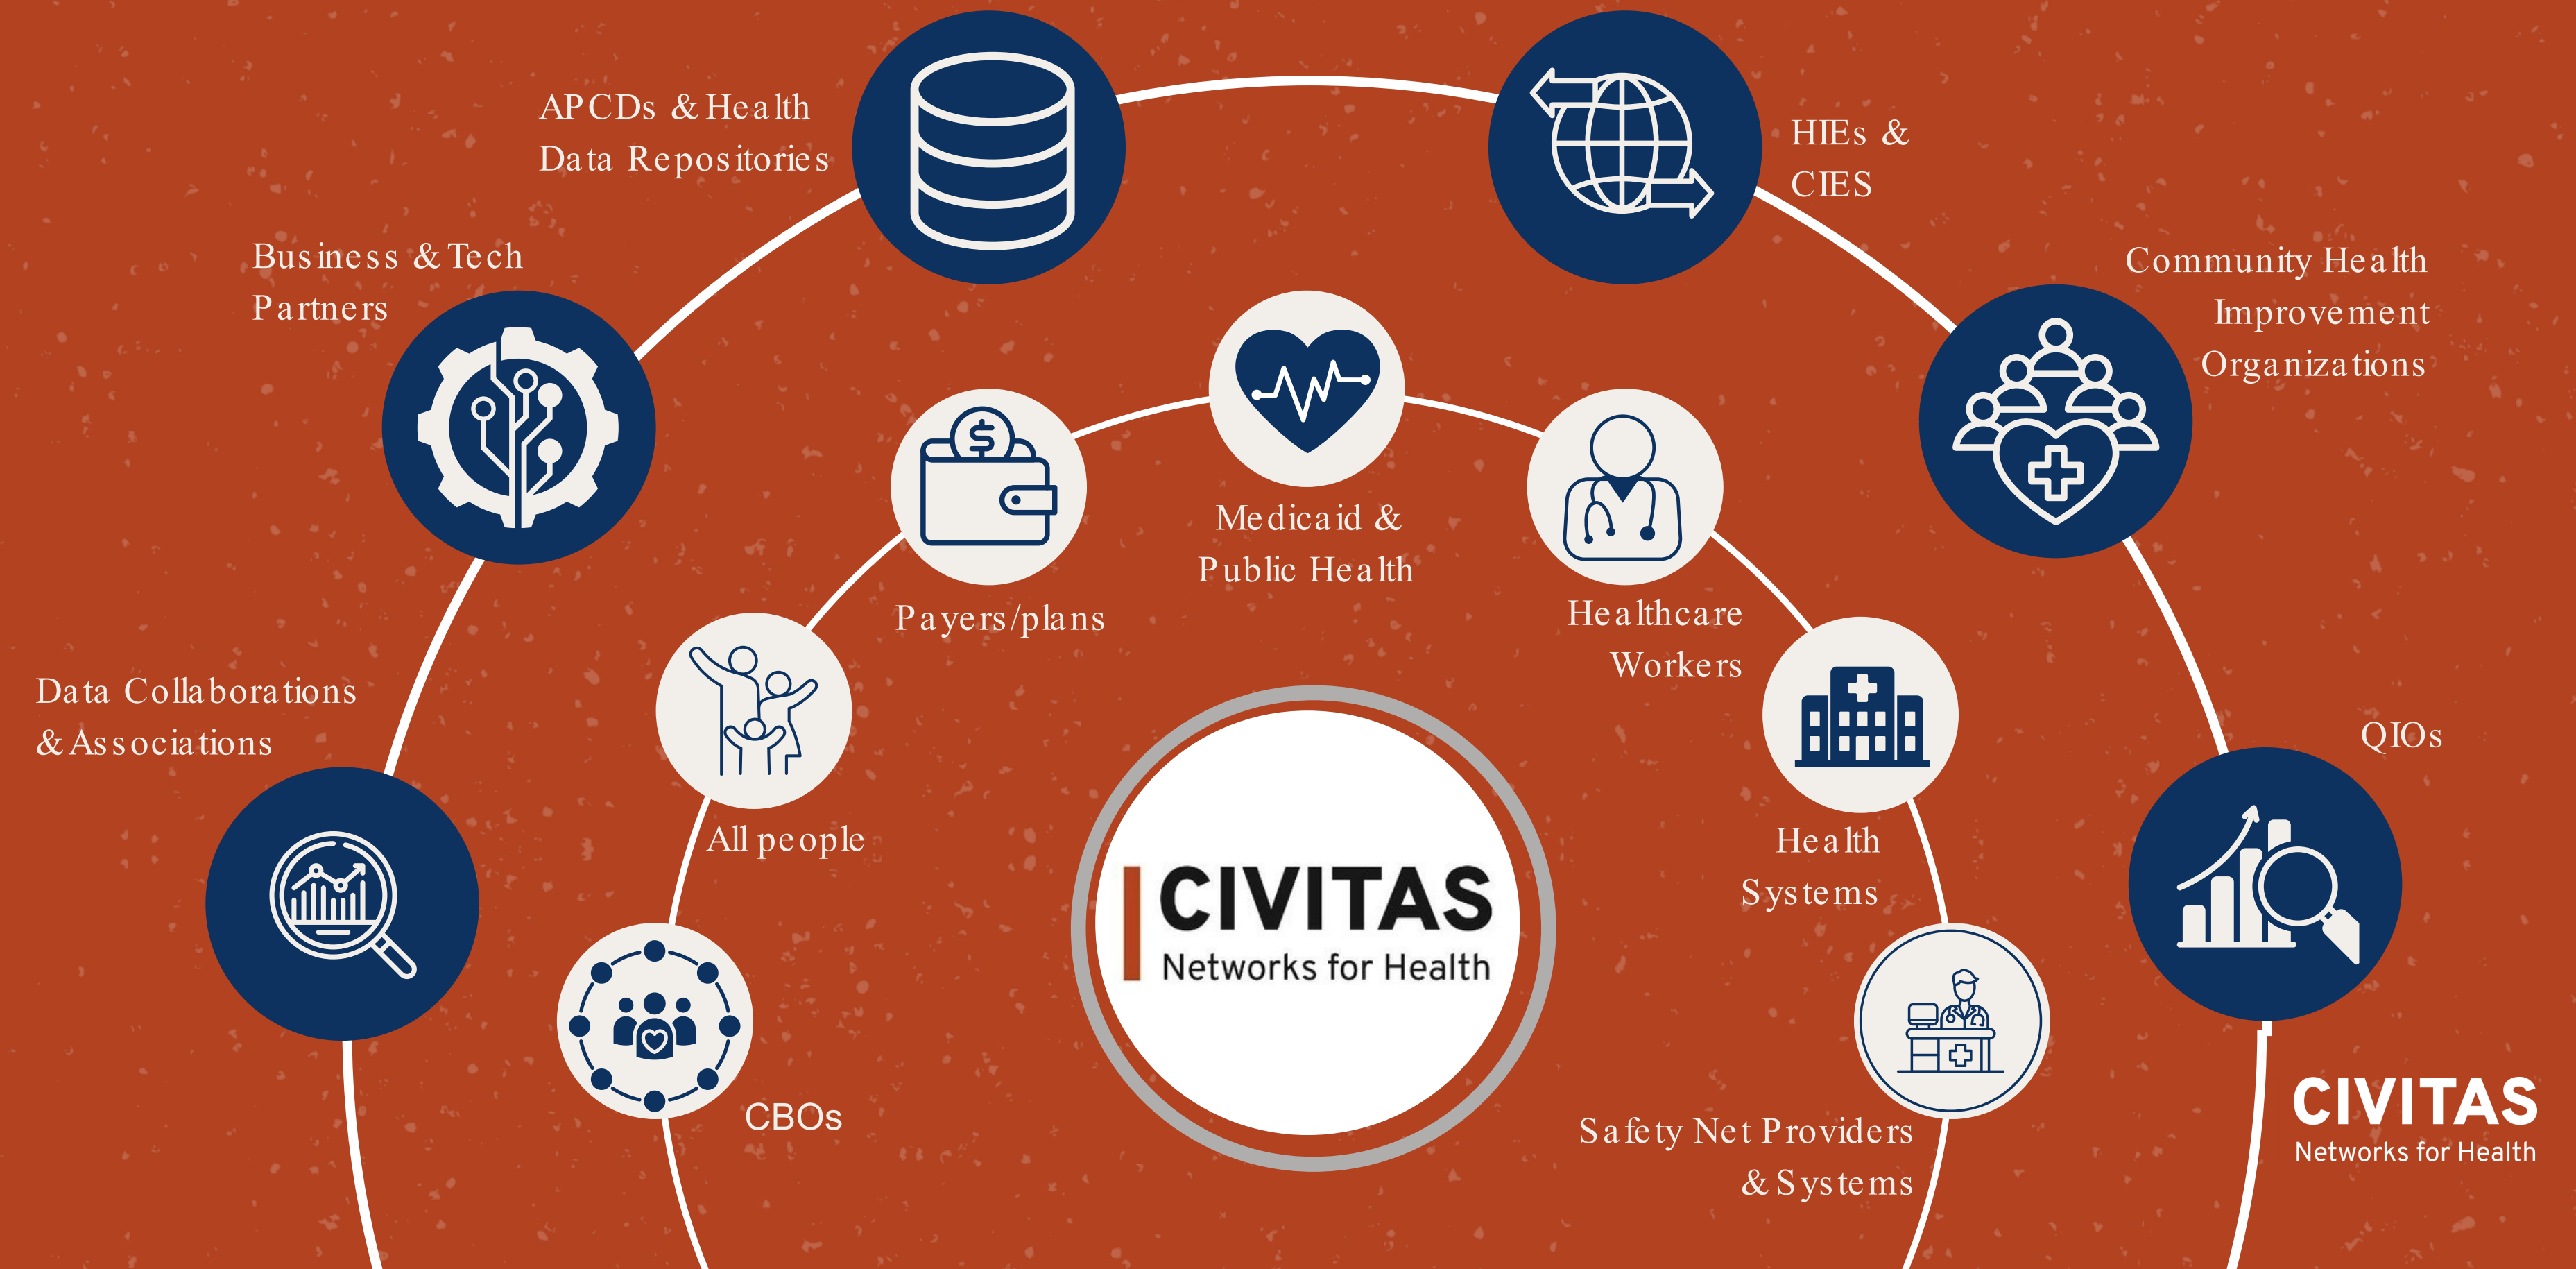 APCDs & Health
Data Repositories
HIEs &
CIES
Business & Tech
Partners
Community Health
Improvement
Organizations
Medicaid &
Public Health
Payers/plans
Healthcare
Workers
Data Collaborations
& Associations
QIOs
All people
Health
Systems
CIVITAS
Networks for Health
CBOs
Safety Net Providers
& Systems
CIVITAS
Networks for Health
$